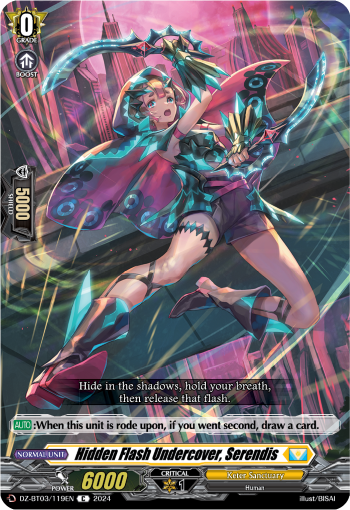 0
GRADE
BOOST
5000
SHIELD
Hide in the shadows, hold your breath,
then release that flash.
AUTO:When this unit is rode upon, if you went second, draw a card.
NORMAL UNIT
Hidden Flash Undercover, Serendis
POWER 6000
CRITICAL
1
Keter Sanctuary
Human
DZ-BT03/119EN C 2024
illust/BISAI